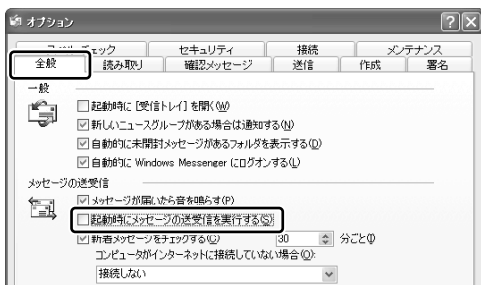 オプション
スペルチェック セキュリティ 接続 メンテナンス
全般 読み取り 確認メッセージ 送信 作成 署名
一般
起動時に [受信トレイ] を開く(W)
新しいニュースグループがある場合は通知する(N)
自動的に未開封メッセージがあるフォルダを表示する(D)
自動的に Windows Messenger にログオンする(L)
メッセージの送受信
メッセージが届いたら音を鳴らす(P)
起動時にメッセージの送受信を実行する(S)
新着メッセージをチェックする(C) 30 分ごと(I)
コンピュータがインターネットに接続していない場合(O):
接続しない